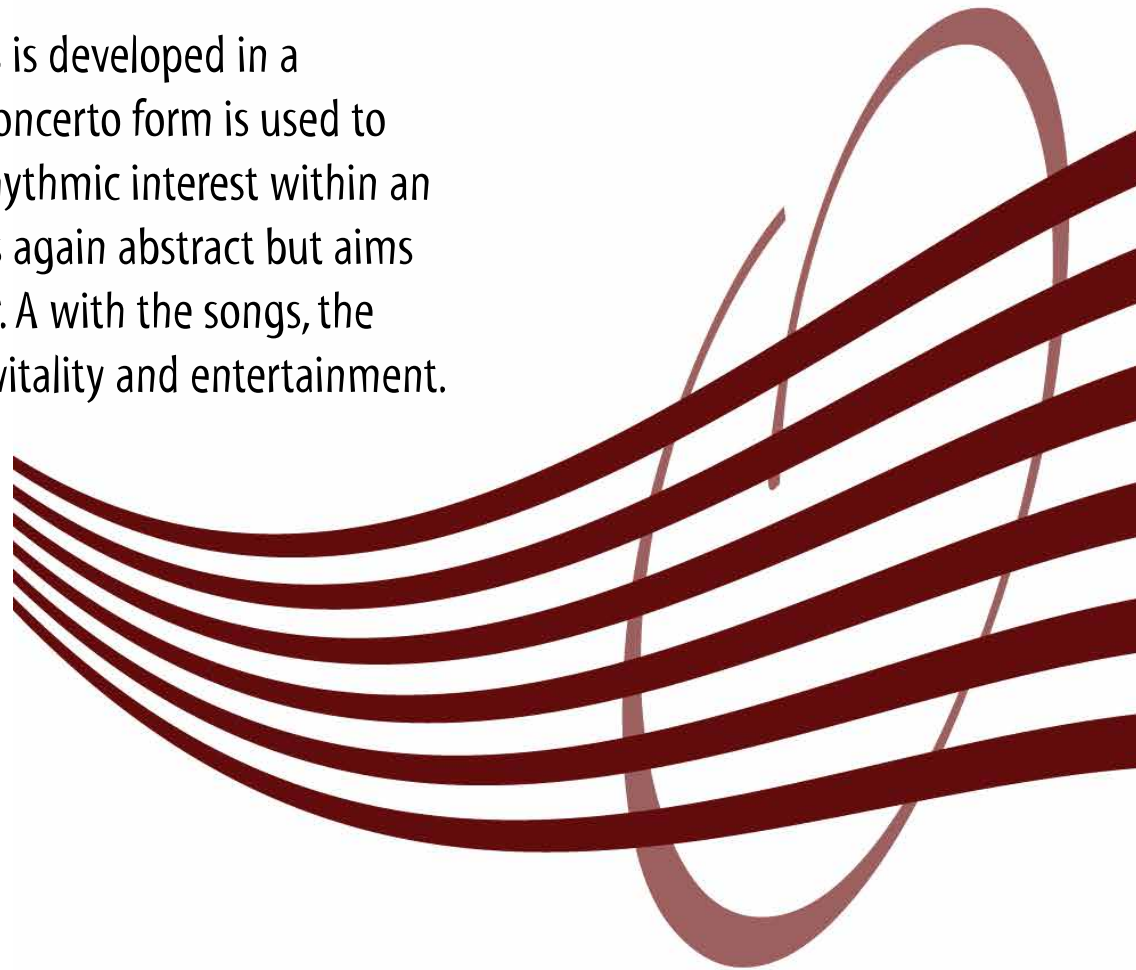 is developed in a
oncerto form is used to
ythmic interest within an
again abstract but aims
. A with the songs, the
vitality and entertainment.